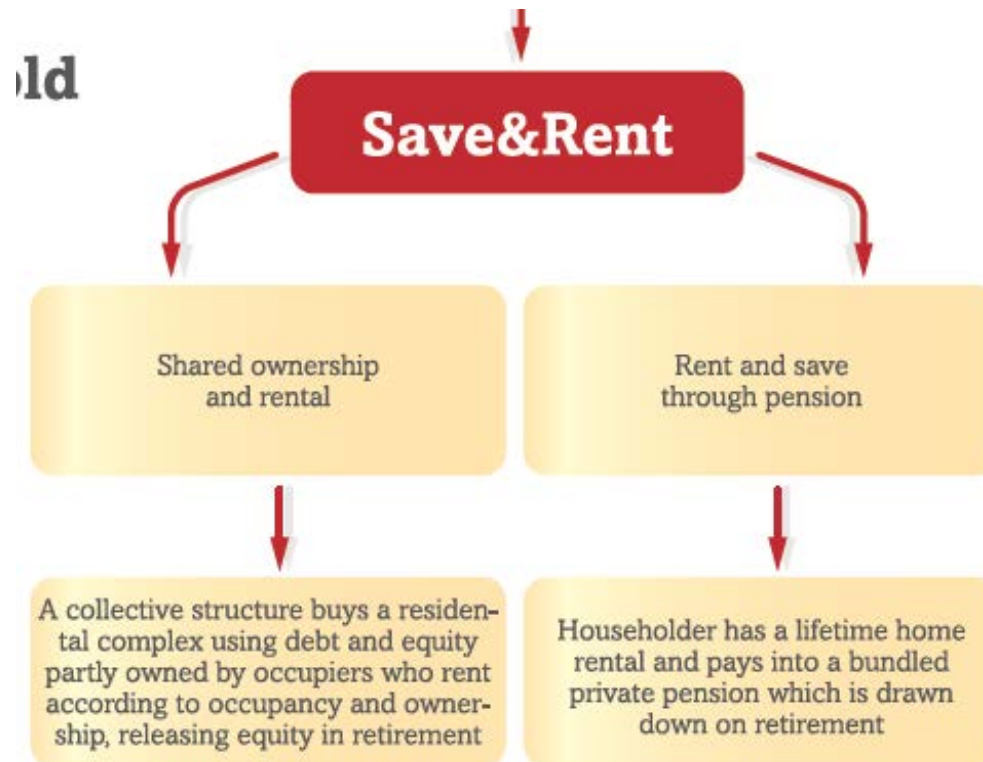 old
Save&Rent
Shared ownership
and rental
Rent and save
through pension
A collective structure buys a residen-
tal complex using debt and equity
partly owned by occupiers who rent
according to occupancy and owner-
ship, releasing equity in retirement
Householder has a lifetime home
rental and pays into a bundled
private pension which is drawn
down on retirement